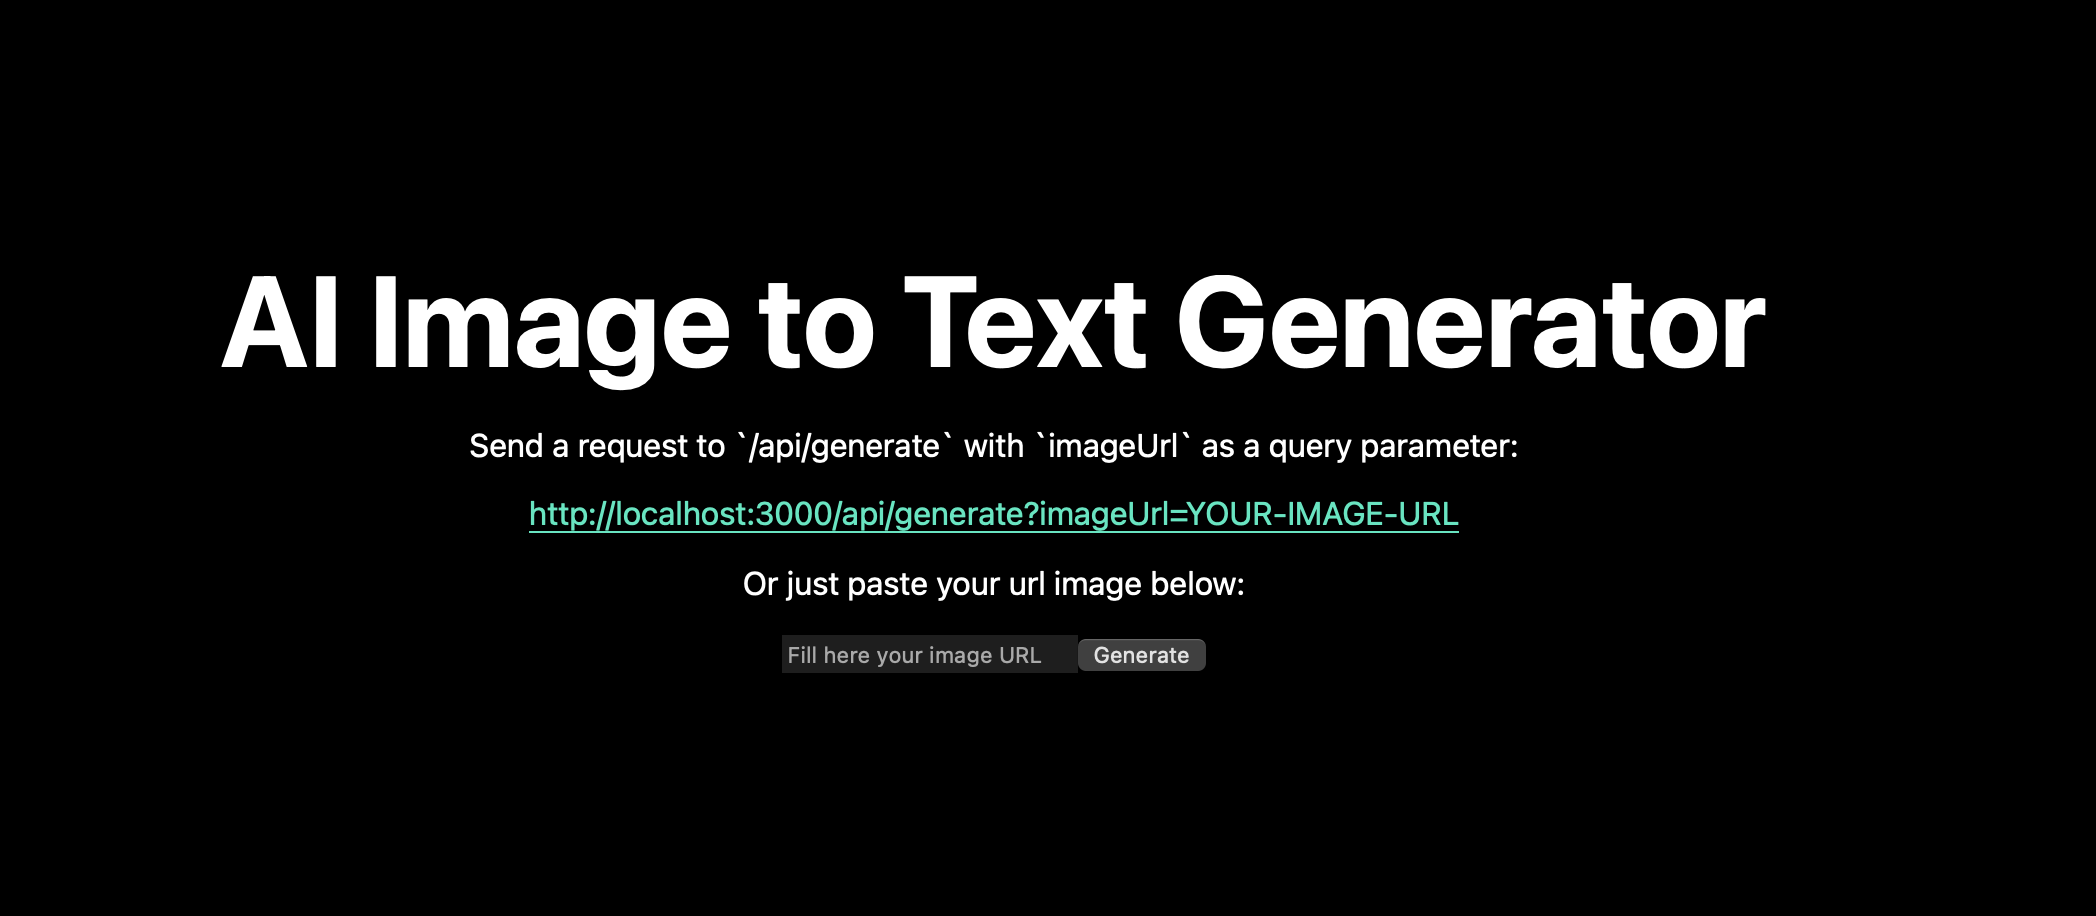 AI Image to Text Generator
Send a request to `/api/generate` with `imageUrl` as a query parameter:
http://localhost:3000/api/generate?imageUrl=YOUR-IMAGE-URL
Or just paste your url image below:
Fill here your image URL Generate